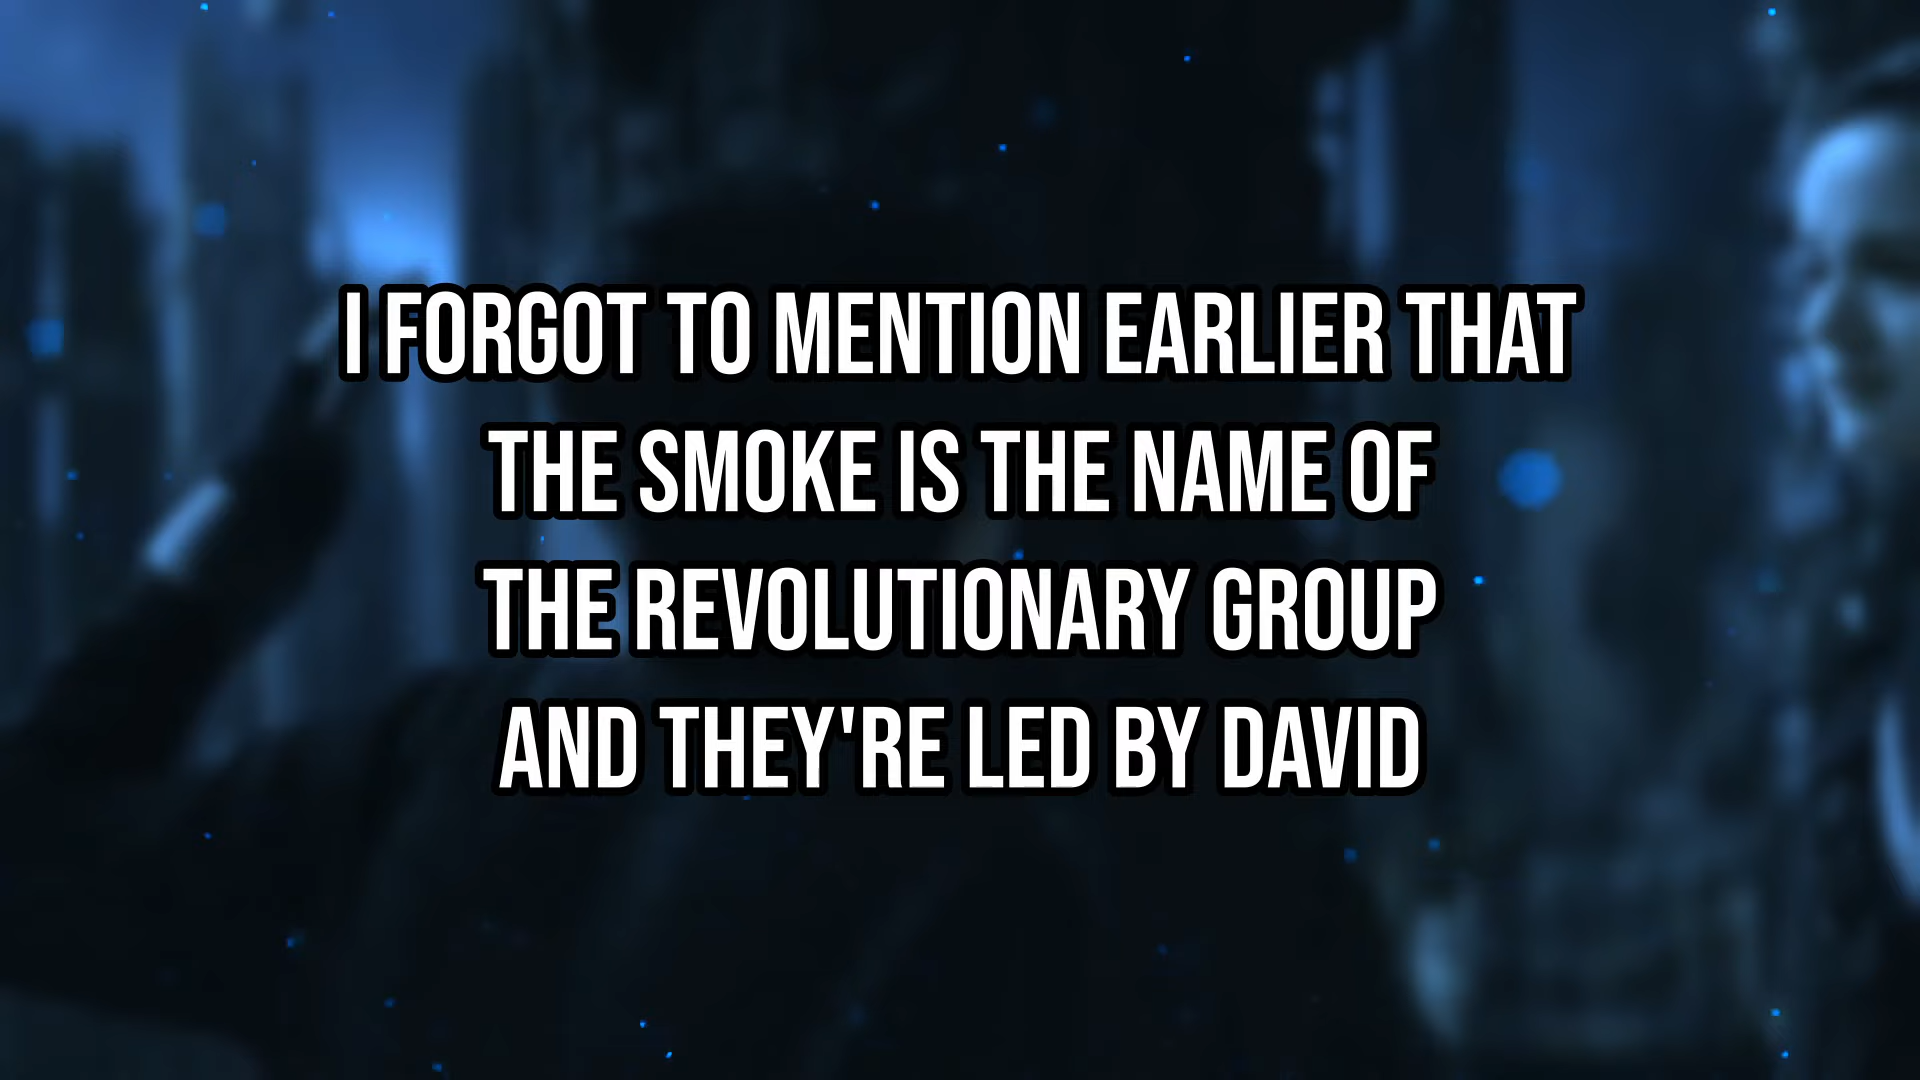 I FORGOT TO MENTION EARLIER THAT
THE SMOKE IS THE NAME OF
THE REVOLUTIONARY GROUP
AND THEY'RE LED BY DAVID